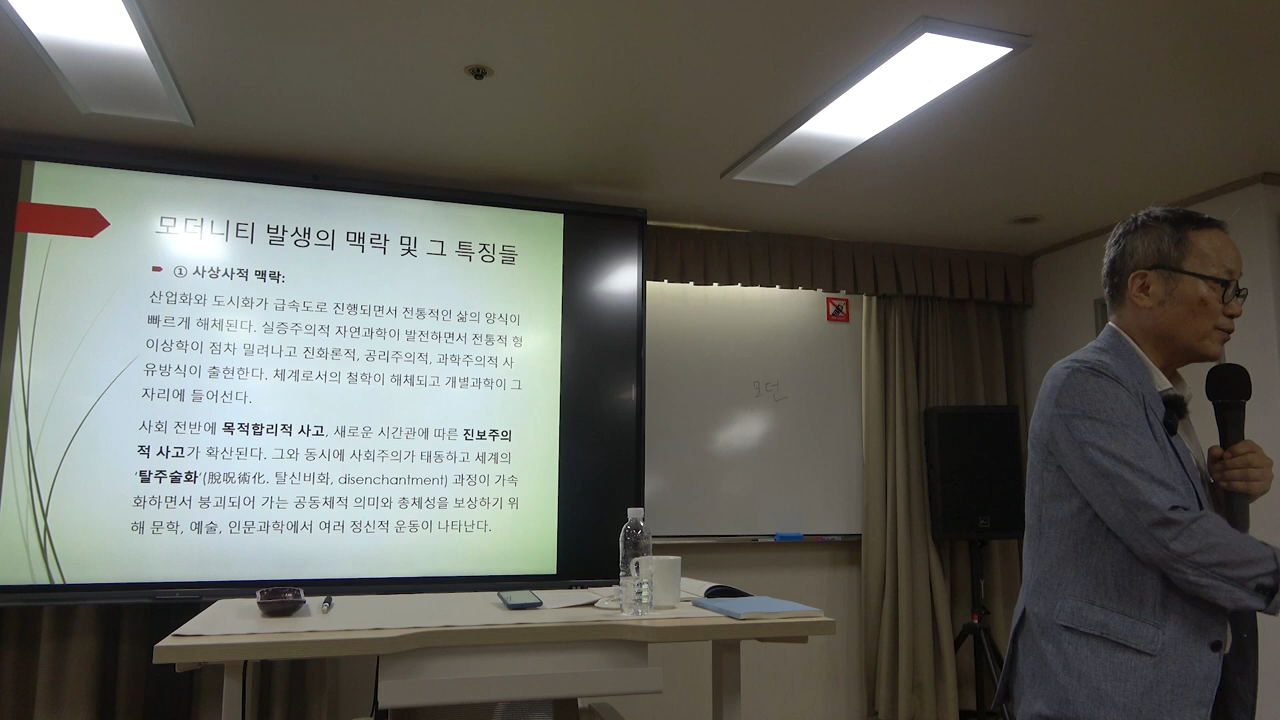 모더니티 발생의 맥락 및 그 특징들
① 사상사적 맥락:
산업화와 도시화가 급속도로 진행되면서 전통적인 삶의 양식이
빠르게 해체된다. 실증주의적 자연과학이 발전하면서 전통적 형
이상학이 점차 밀려나고 진화론적, 공리주의적, 과학주의적 사
유방식이 출현한다. 체계로서의 철학이 해체되고 개별과학이 그
자리에 들어선다.
사회 전반에 목적합리적 사고, 새로운 시간관에 따른 진보주의
적 사고가 확산된다. 그와 동시에 사회주의가 태동하고 세계의
‘탈주술화’(脫呪術化. 탈신비화, disenchantment) 과정이 가속
화하면서 붕괴되어 가는 공동체적 의미와 총체성을 보상하기 위
해 문학, 예술, 인문과학에서 여러 정신적 운동이 나타난다.
모던